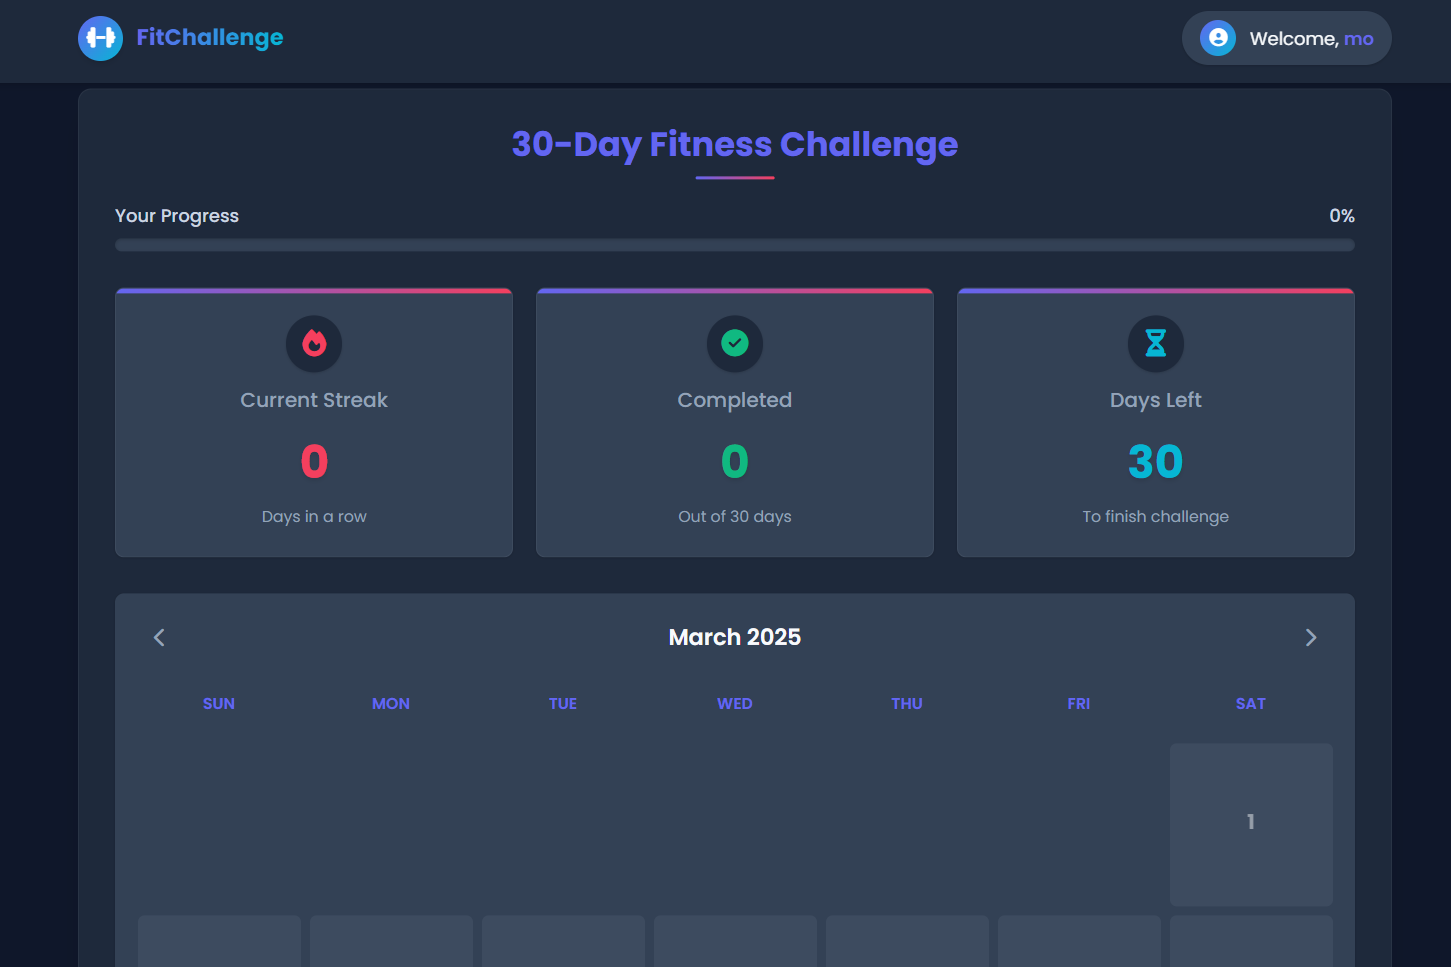 FitChallenge
Welcome, mo
30-Day Fitness Challenge
Your Progress
0%
Current Streak
0
Days in a row
Completed
0
Out of 30 days
Days Left
30
To finish challenge
March 2025
SUN MON TUE WED THU FRI SAT
1